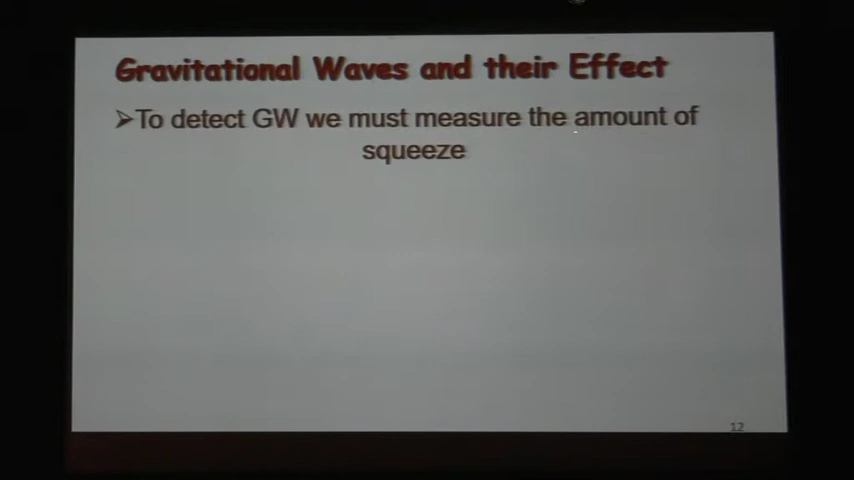 Gravitational Waves and their Effect
➢To detect GW we must measure the amount of
squeeze
12